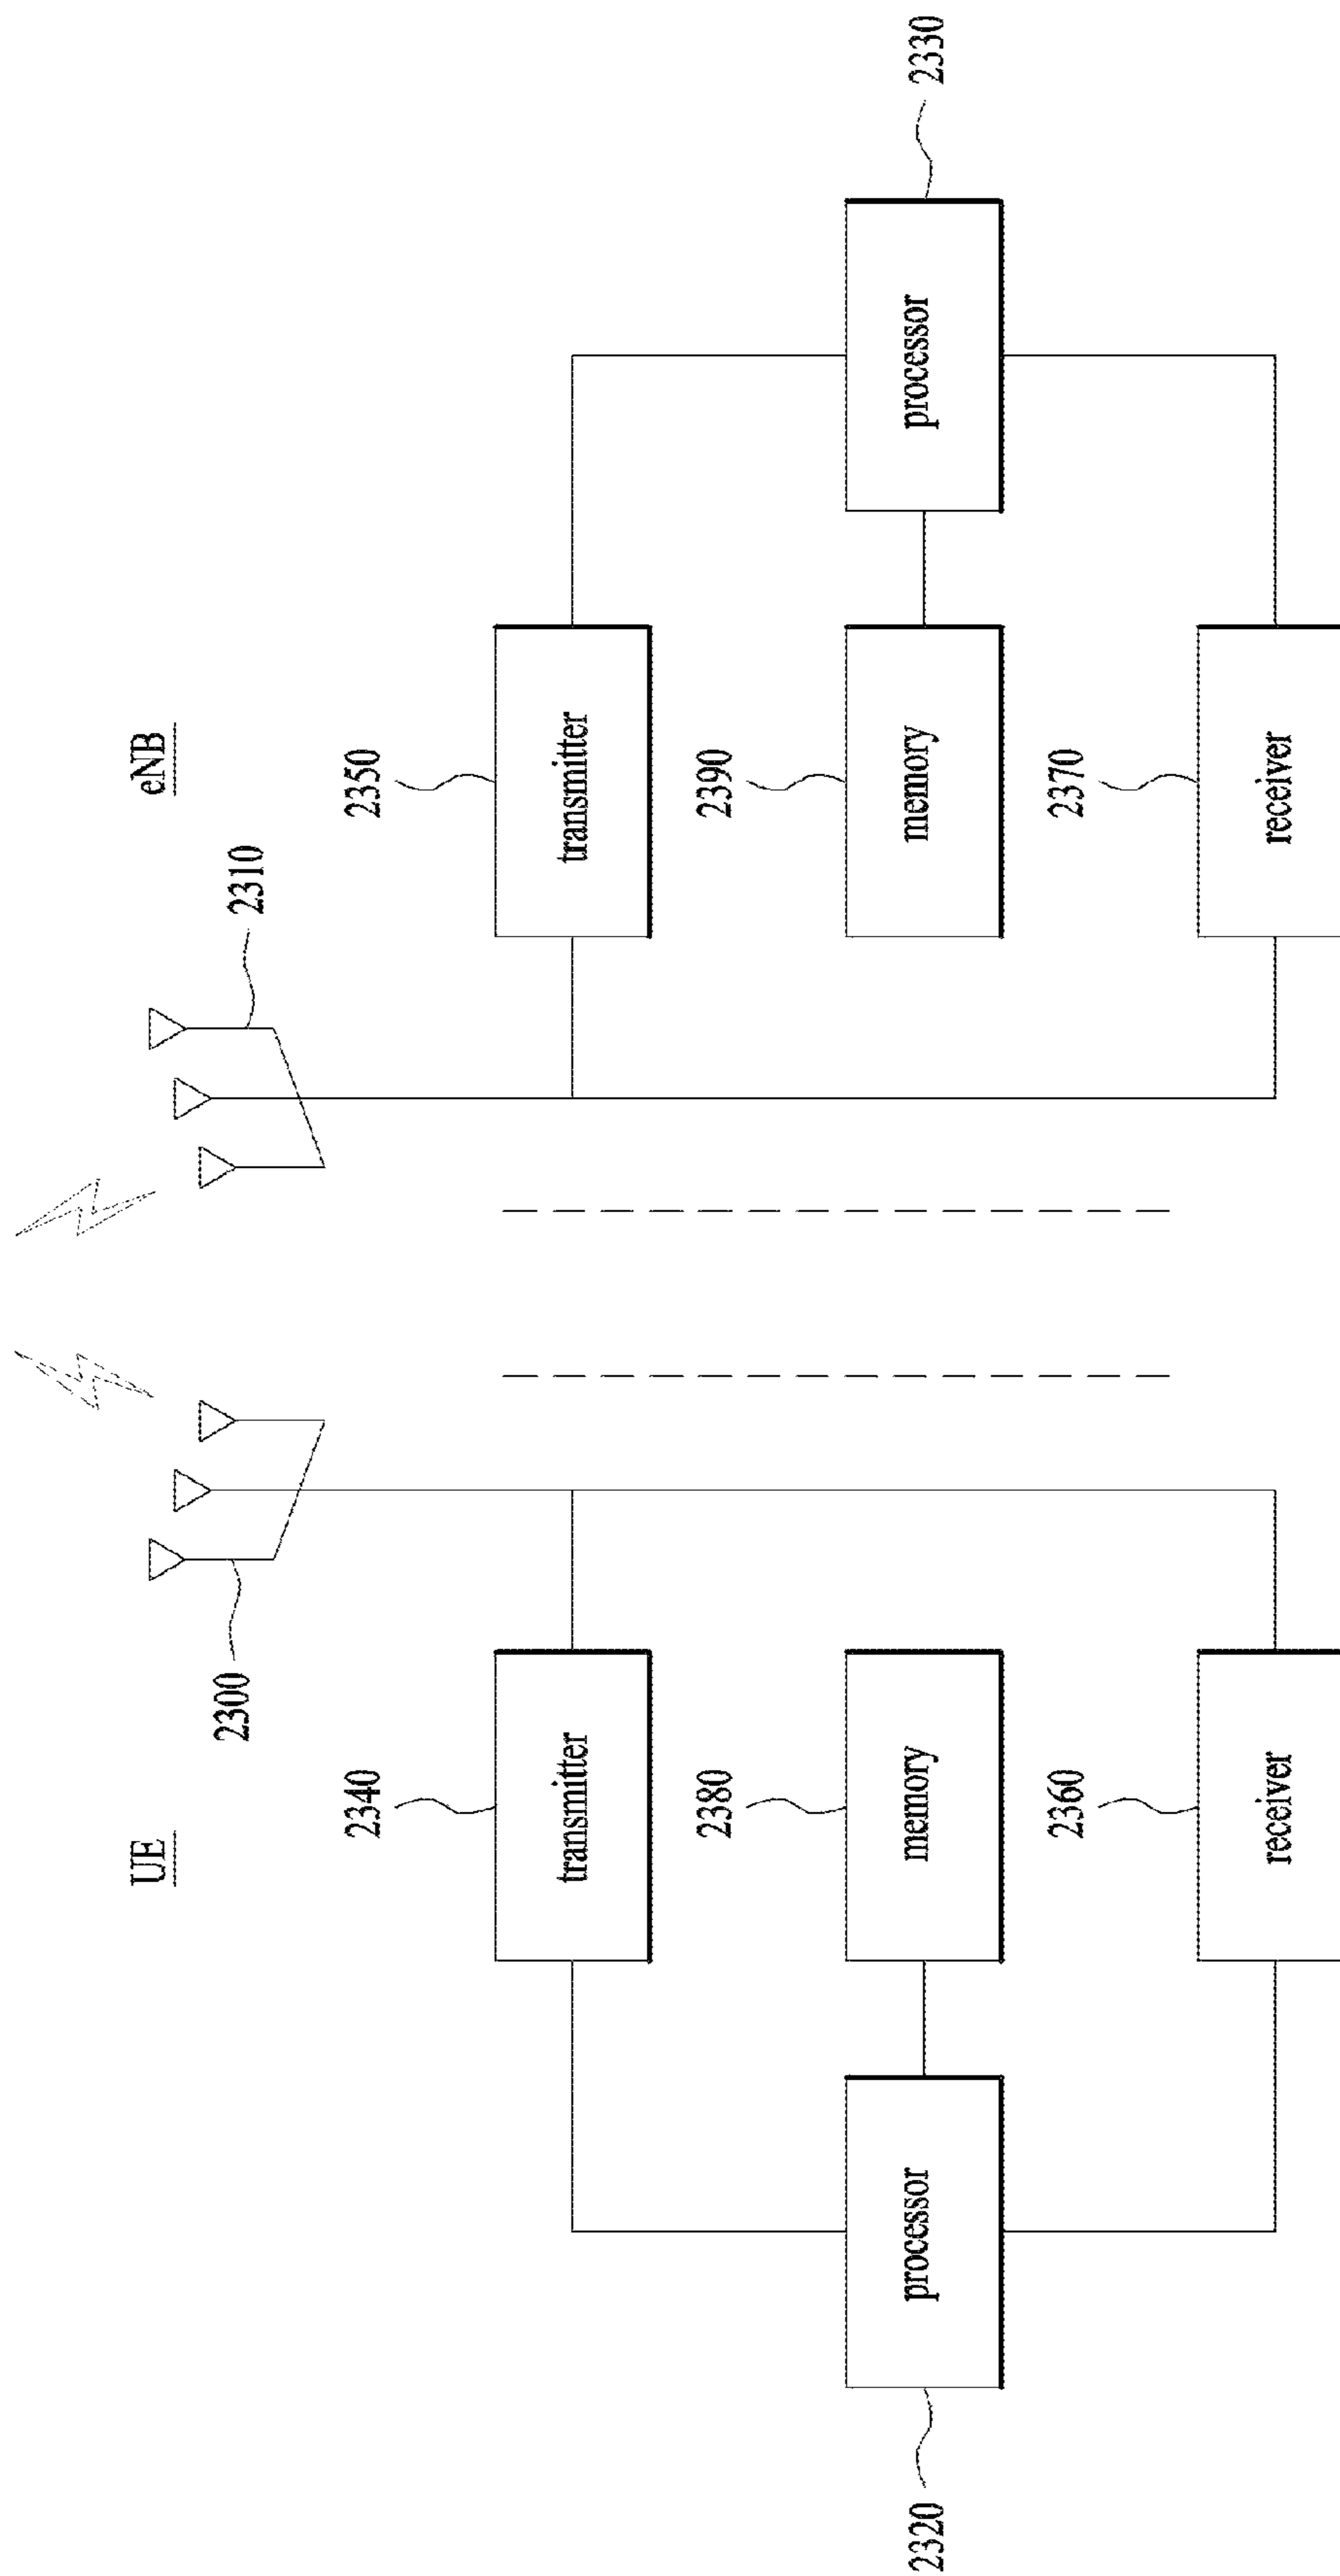 UE
eNB
2300
2310
2340
transmitter
2350
transmitter
2320
processor
2380
memory
2390
memory
processor
2330
2360
receiver
2370
receiver